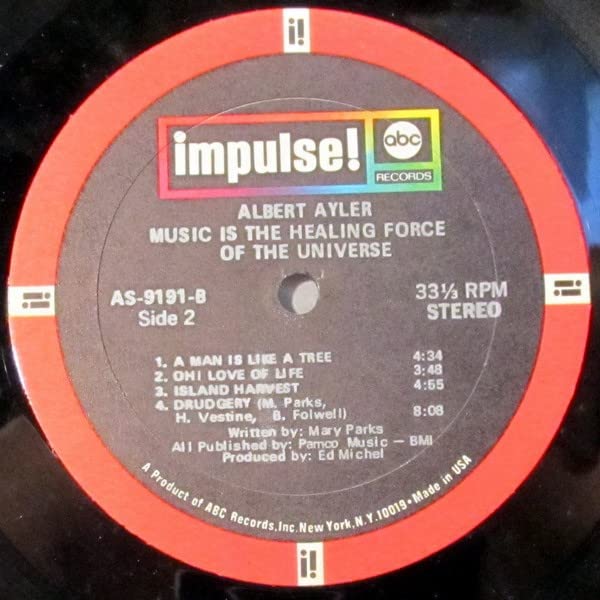 i!
impulse!
abc
RECORDS
ALBERT AYLER
MUSIC IS THE HEALING FORCE
OF THE UNIVERSE
AS-9191-B
Side 2
33⅓ RPM
STEREO
i!
i!
1. A MAN IS LIKE A TREE 4:34
2. OH! LOVE OF LIFE 3:48
3. ISLAND HARVEST 4:55
4. DRUDGERY (M. Parks,
H. Vestine, B. Folwell) 8:08
Written by: Mary Parks
All Published by: Pamco Music – BMI
Produced by: Ed Michel
A Product of ABC Records, Inc. New York, N.Y. 10019 • Made in USA
i!